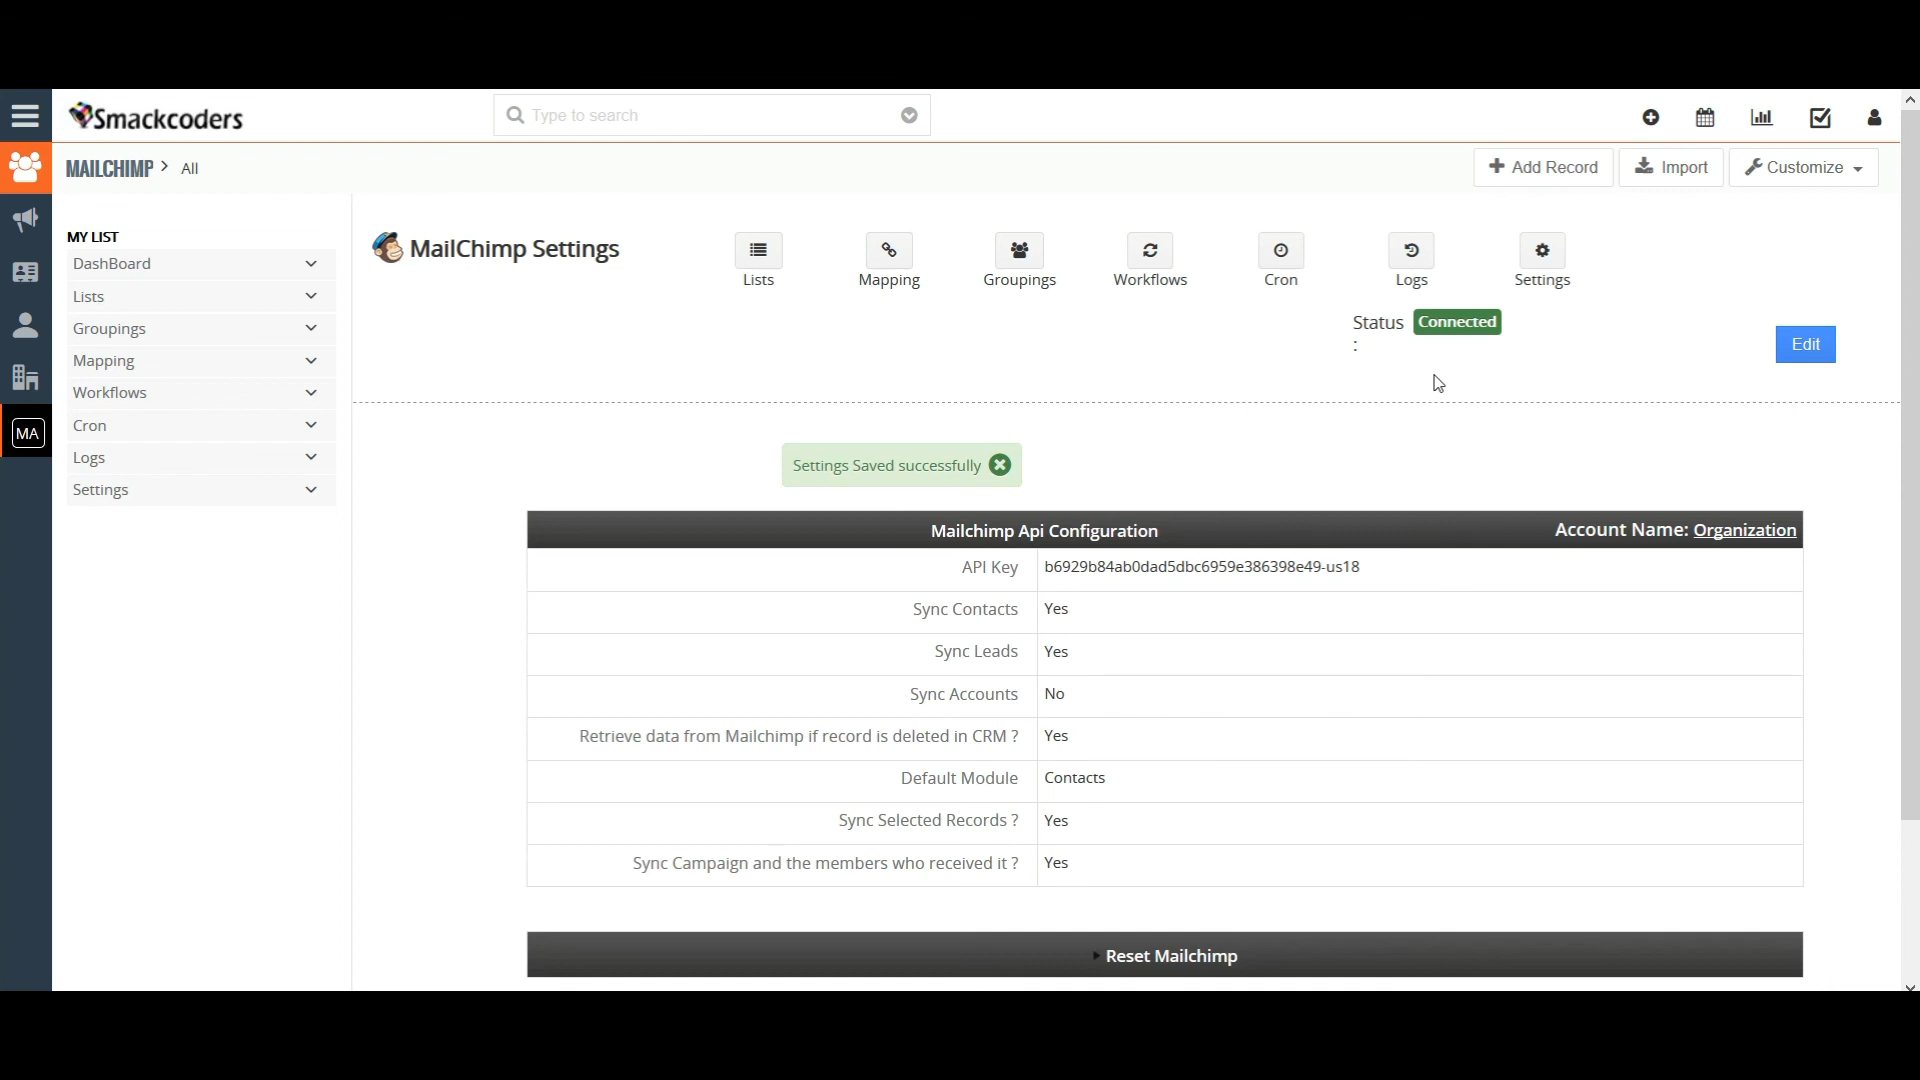 Smackcoders
Type to search
MAILCHIMP All
Add Record Import Customize
MY LIST
DashBoard
Lists
Groupings
Mapping
Workflows
Cron
Logs
Settings
MA
MailChimp Settings
Lists Mapping Groupings Workflows Cron Logs Settings
Status Connected
:
Edit
Settings Saved successfully
Mailchimp Api Configuration Account Name: Organization
API Key b6929b84ab0dad5dbc6959e386398e49-us18
Sync Contacts Yes
Sync Leads Yes
Sync Accounts No
Retrieve data from Mailchimp if record is deleted in CRM ? Yes
Default Module Contacts
Sync Selected Records ? Yes
Sync Campaign and the members who received it ? Yes
Reset Mailchimp